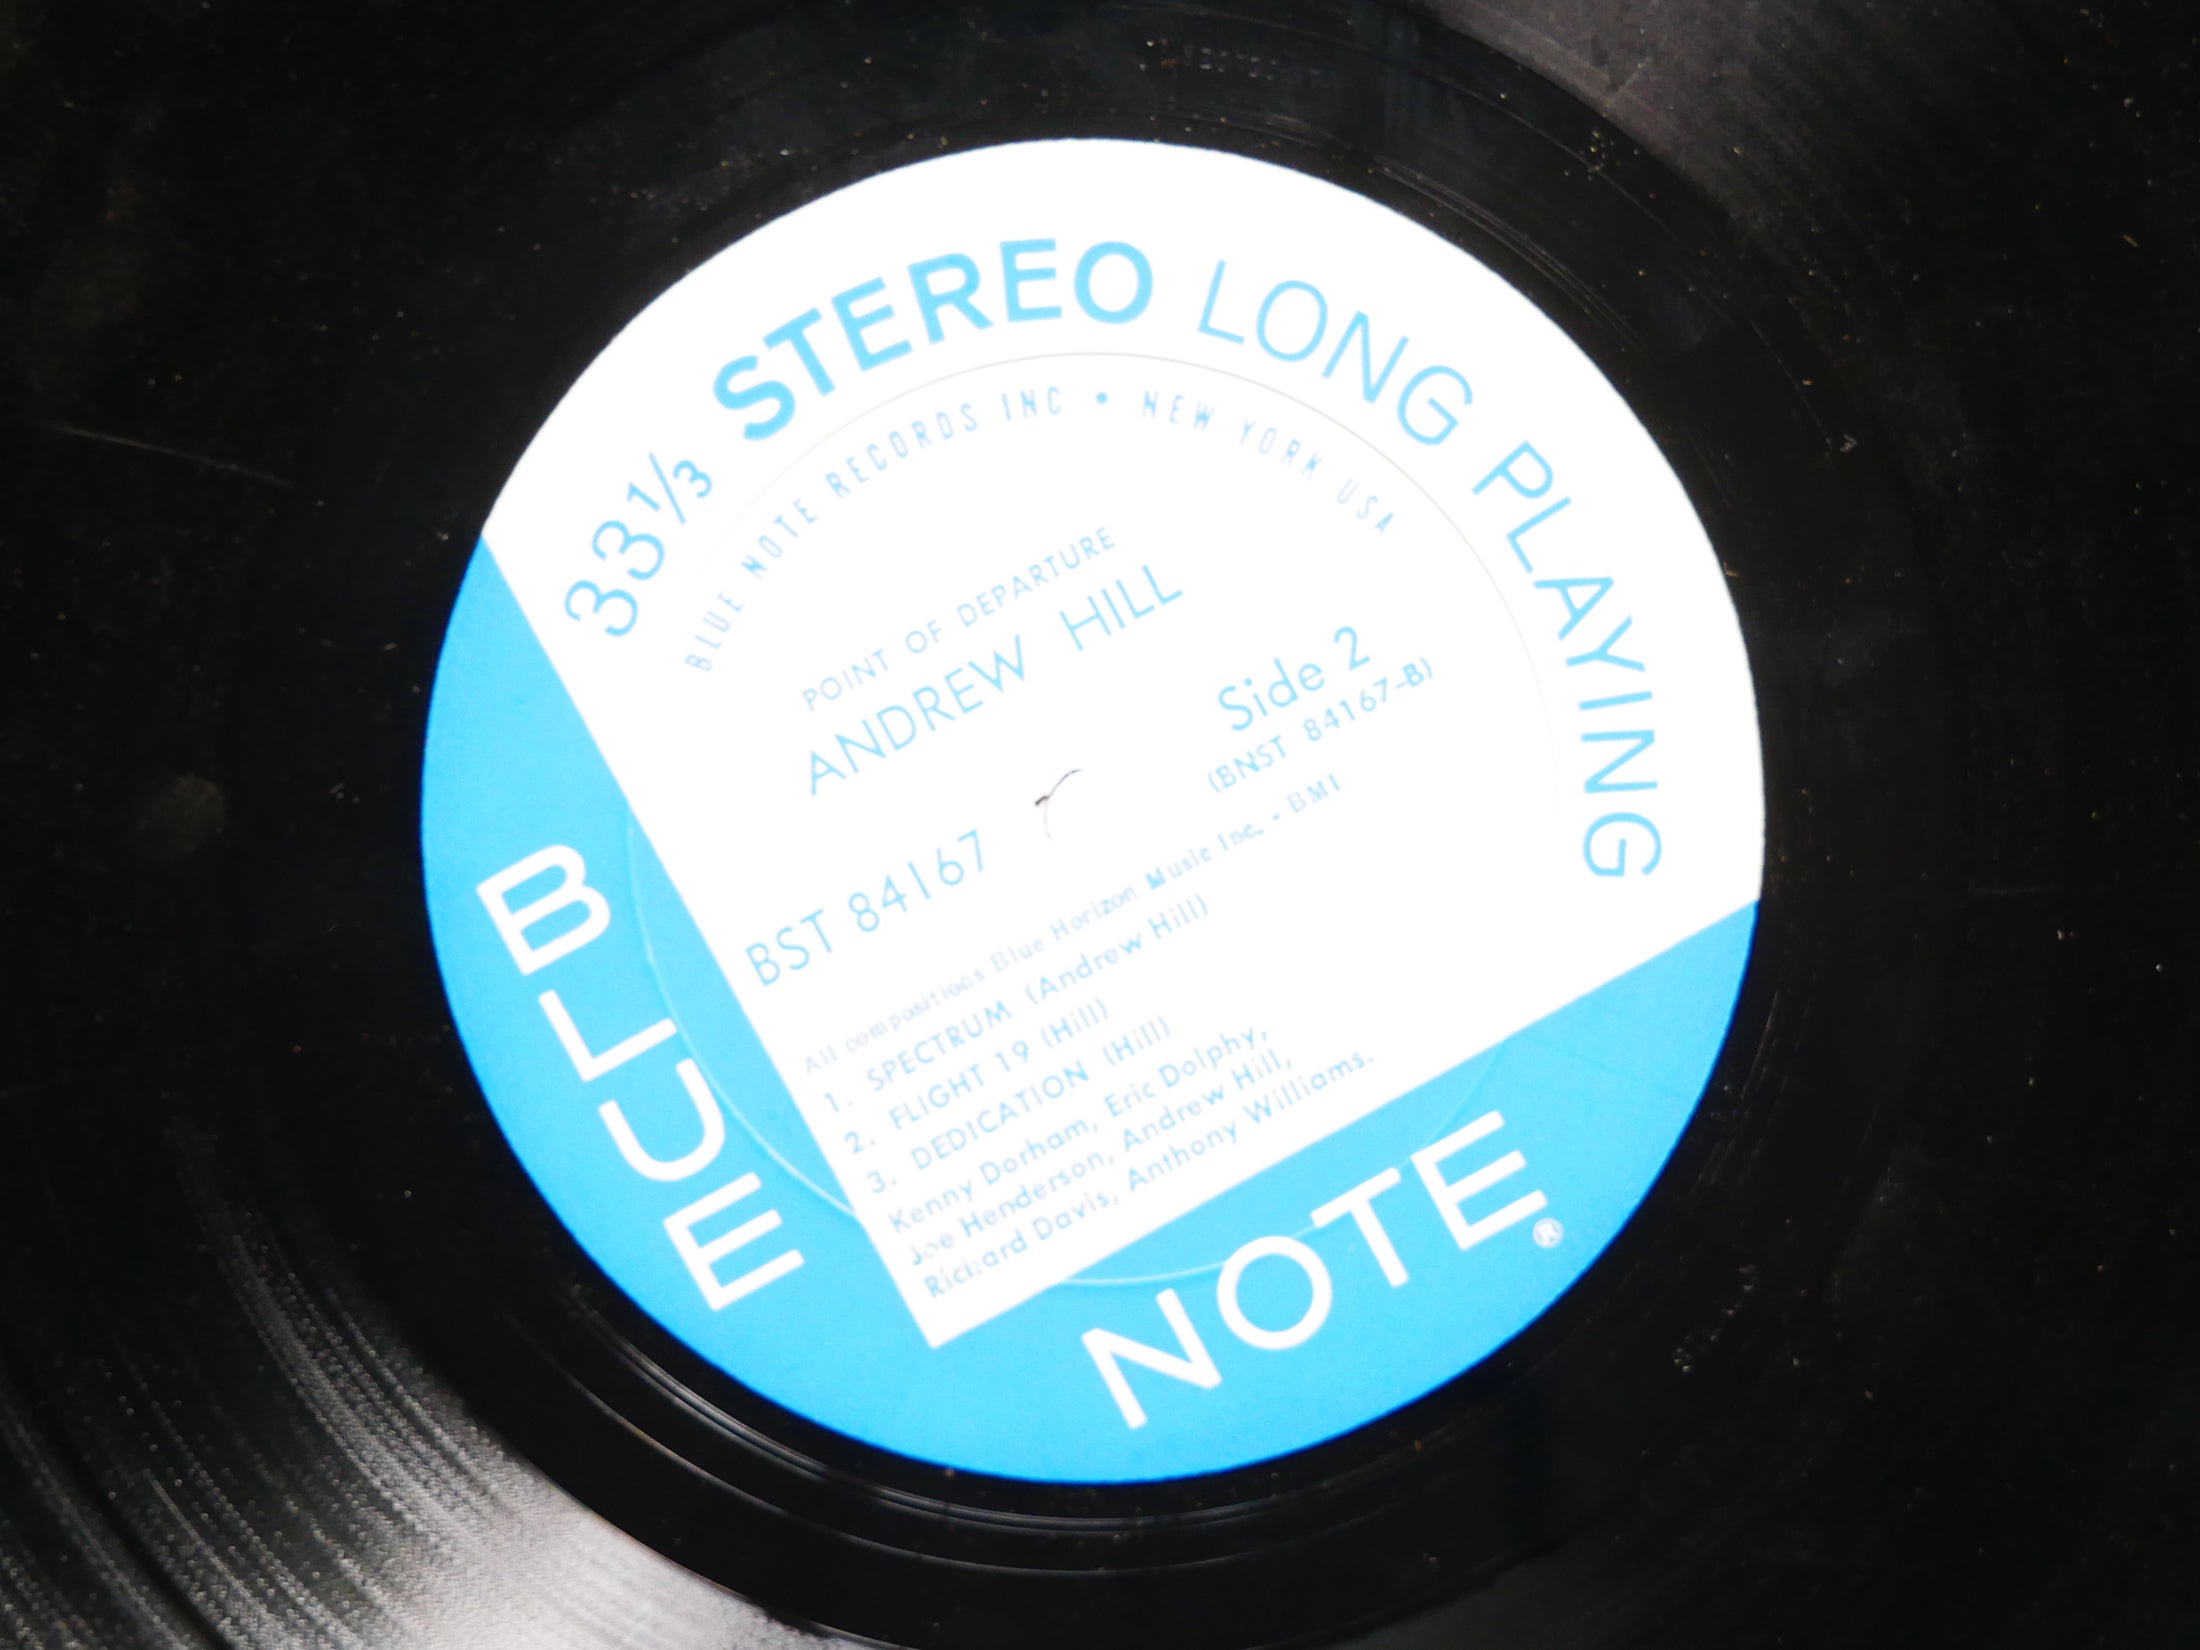 33⅓ STEREO LONG PLAYING
BLUE NOTE RECORDS INC • NEW YORK USA
POINT OF DEPARTURE
ANDREW HILL
Side 2
BST 84167
(BNST 84167-B)
All compositions Blue Horizon Music Inc. - BMI
1. SPECTRUM (Andrew Hill)
2. FLIGHT 19 (Hill)
3. DEDICATION (Hill)
Kenny Dorham, Eric Dolphy,
Joe Henderson, Andrew Hill,
Richard Davis, Anthony Williams.
BLUE
NOTE®